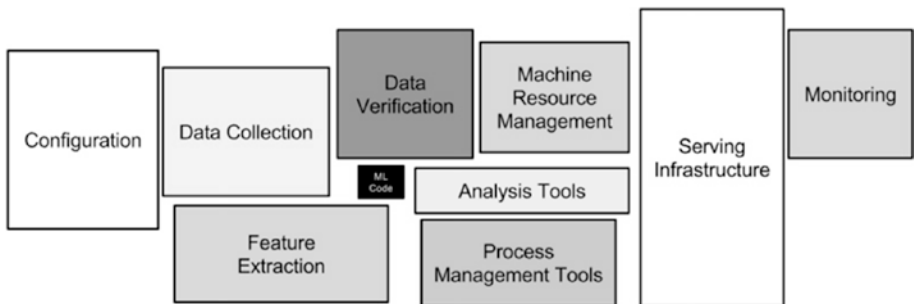 Configuration
Data Collection
Data
Verification
Machine
Resource
Management
Serving
Infrastructure
Monitoring
ML
Code
Analysis Tools
Feature
Extraction
Process
Management Tools